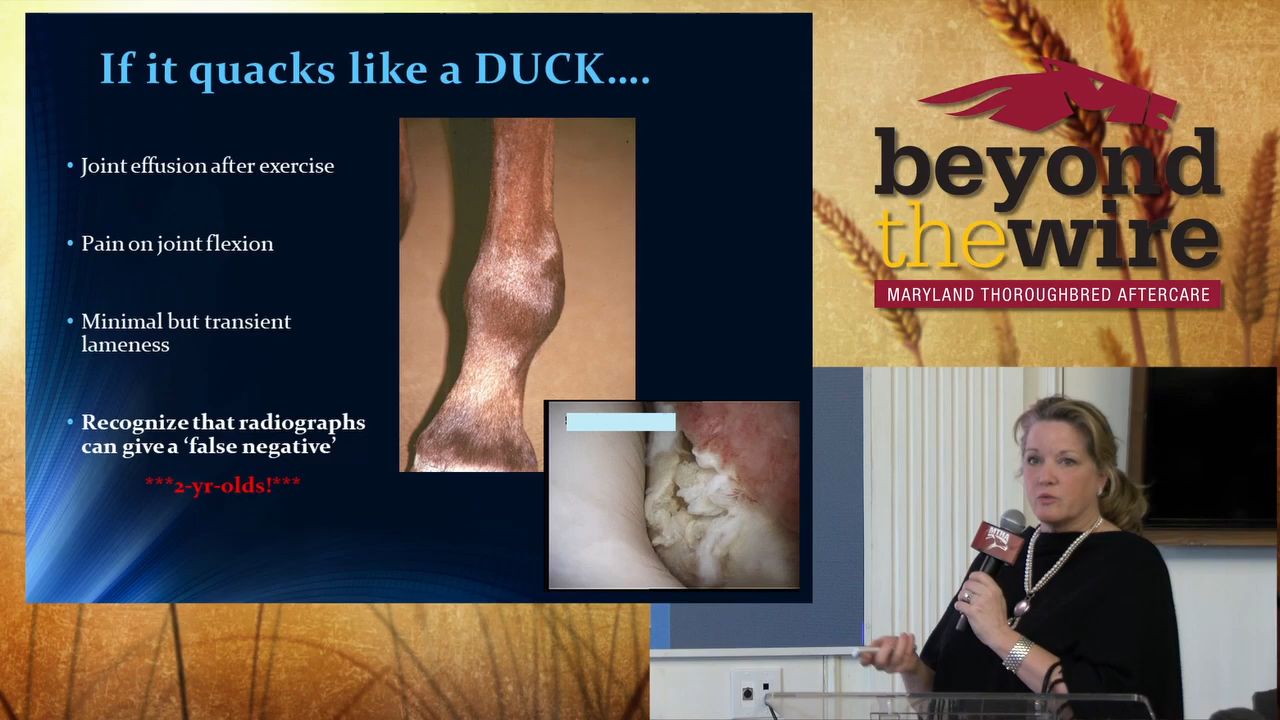 If it quacks like a DUCK....
• Joint effusion after exercise
• Pain on joint flexion
• Minimal but transient
lameness
• Recognize that radiographs
can give a ‘false negative’
***2-yr-olds!***
beyond
thewire
MARYLAND THOROUGHBRED AFTERCARE
MTHA